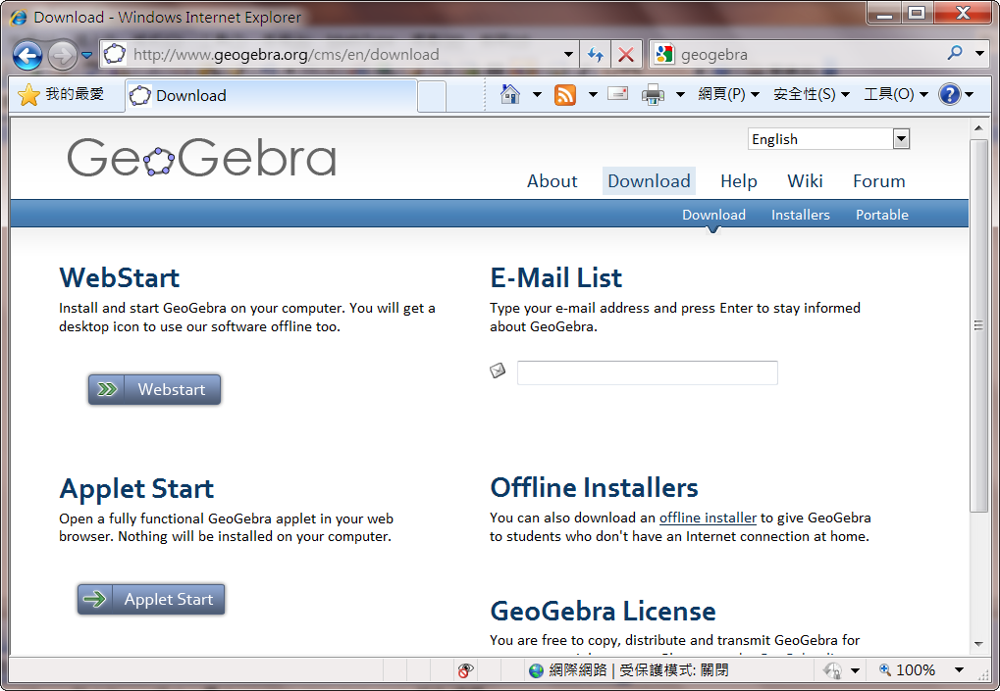 Download - Windows Internet Explorer
http://www.geogebra.org/cms/en/download
geogebra
我的最愛
Download
網頁(P)
安全性(S)
工具(O)
GeoGebra
English
About Download Help Wiki Forum
Download Installers Portable
WebStart
Install and start GeoGebra on your computer. You will get a
desktop icon to use our software offline too.
Webstart
E-Mail List
Type your e-mail address and press Enter to stay informed
about GeoGebra.
Applet Start
Open a fully functional GeoGebra applet in your web
browser. Nothing will be installed on your computer.
Applet Start
Offline Installers
You can also download an offline installer to give GeoGebra
to students who don't have an Internet connection at home.
GeoGebra License
You are free to copy, distribute and transmit GeoGebra for
網際網路 | 受保護模式: 關閉
100%